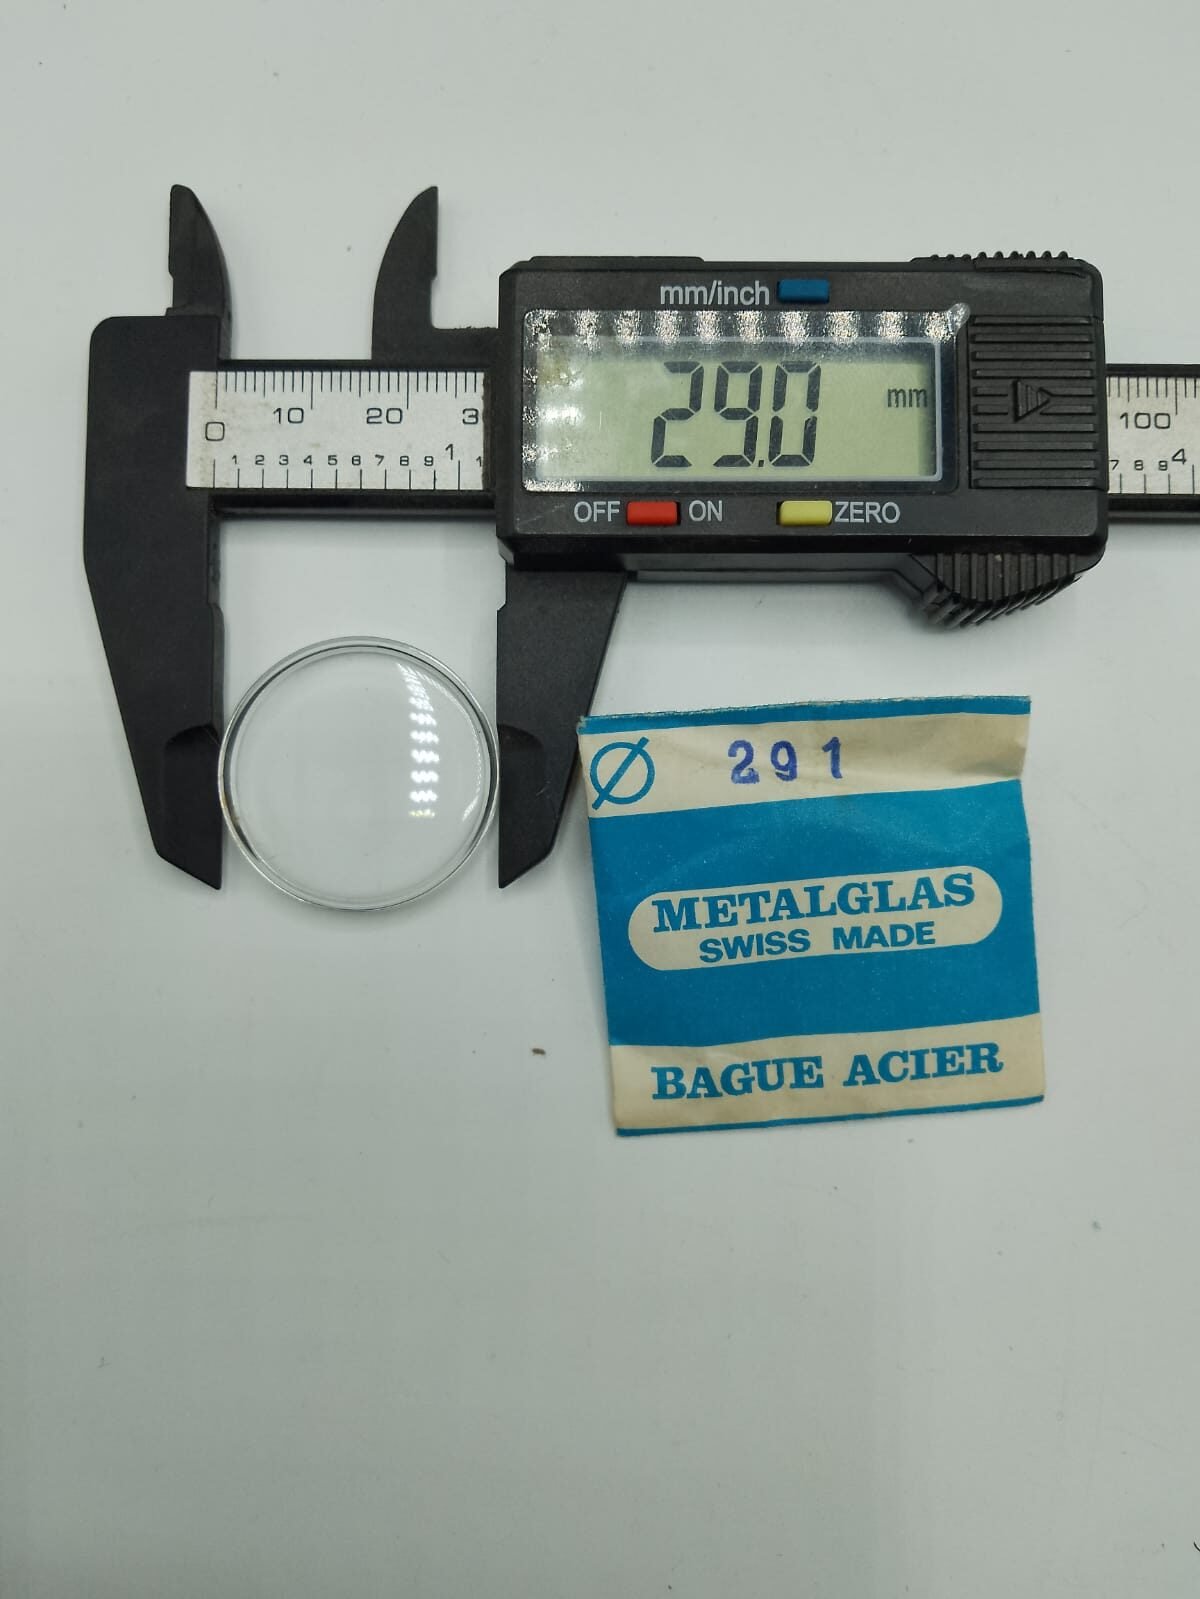 mm/inch
29.0 mm
OFF ON ZERO
0 10 20 3
1 2 3 4 5 6 7 8 9 1 1
100
7 8 9 4
Ø 291
METALGLAS
SWISS MADE
BAGUE ACIER